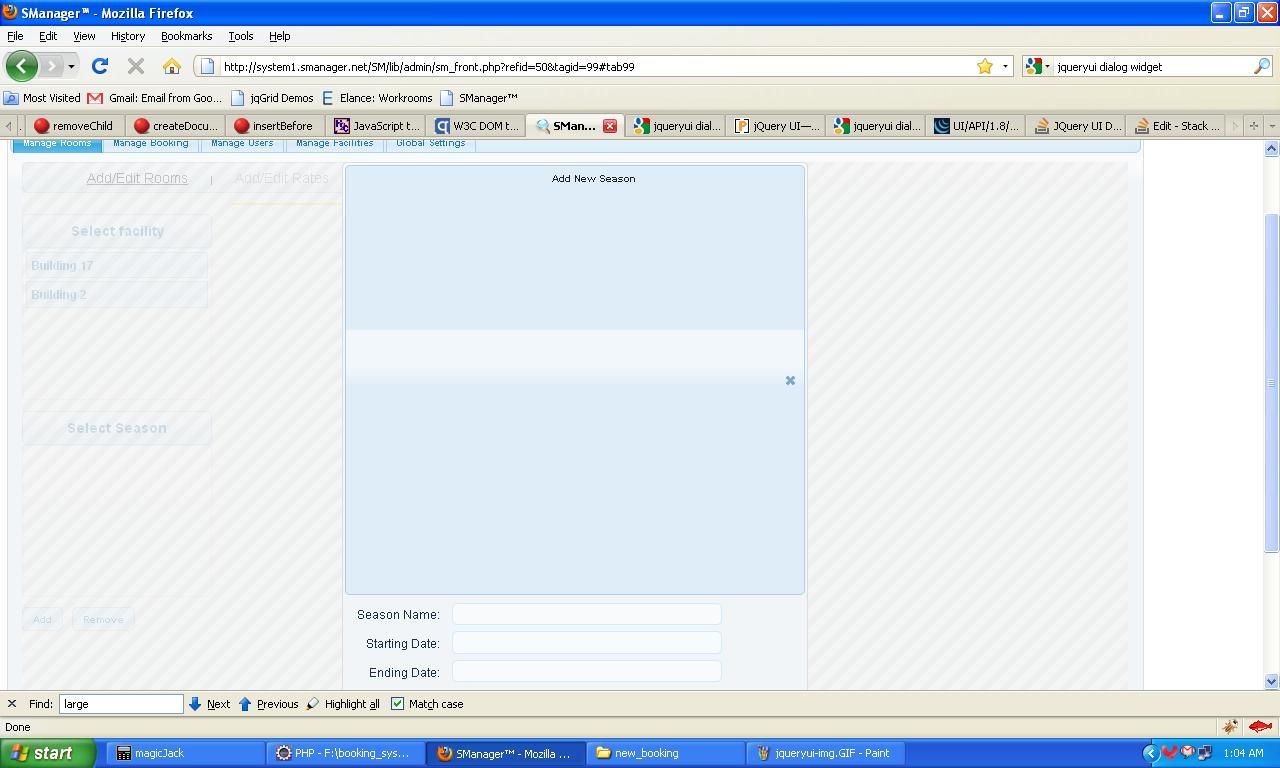 SManager™ - Mozilla Firefox
File Edit View History Bookmarks Tools Help
http://system1.smanager.net/SM/lib/admin/sm_front.php?refid=50&tagid=99#tab99
jqueryui dialog widget
Most Visited Gmail: Email from Goo... jqGrid Demos Elance: Workrooms SManager™
removeChild createDocu... insertBefore JavaScript t... W3C DOM t... SMan... jqueryui dial... jQuery UI—... jqueryui dial... UI/API/1.8/... JQuery UI D... Edit - Stack ...
Manage Rooms Manage Booking Manage Users Manage Facilities Global Settings
Add/Edit Rooms | Add/Edit Rates
Add New Season
Select facility
Building 17
Building 2
Select Season
Add Remove
Season Name:
Starting Date:
Ending Date:
Find: large Next Previous Highlight all Match case
Done
start magicJack PHP - F:\booking_sys... SManager™ - Mozilla ... new_booking jqueryui-img.GIF - Paint 1:04 AM